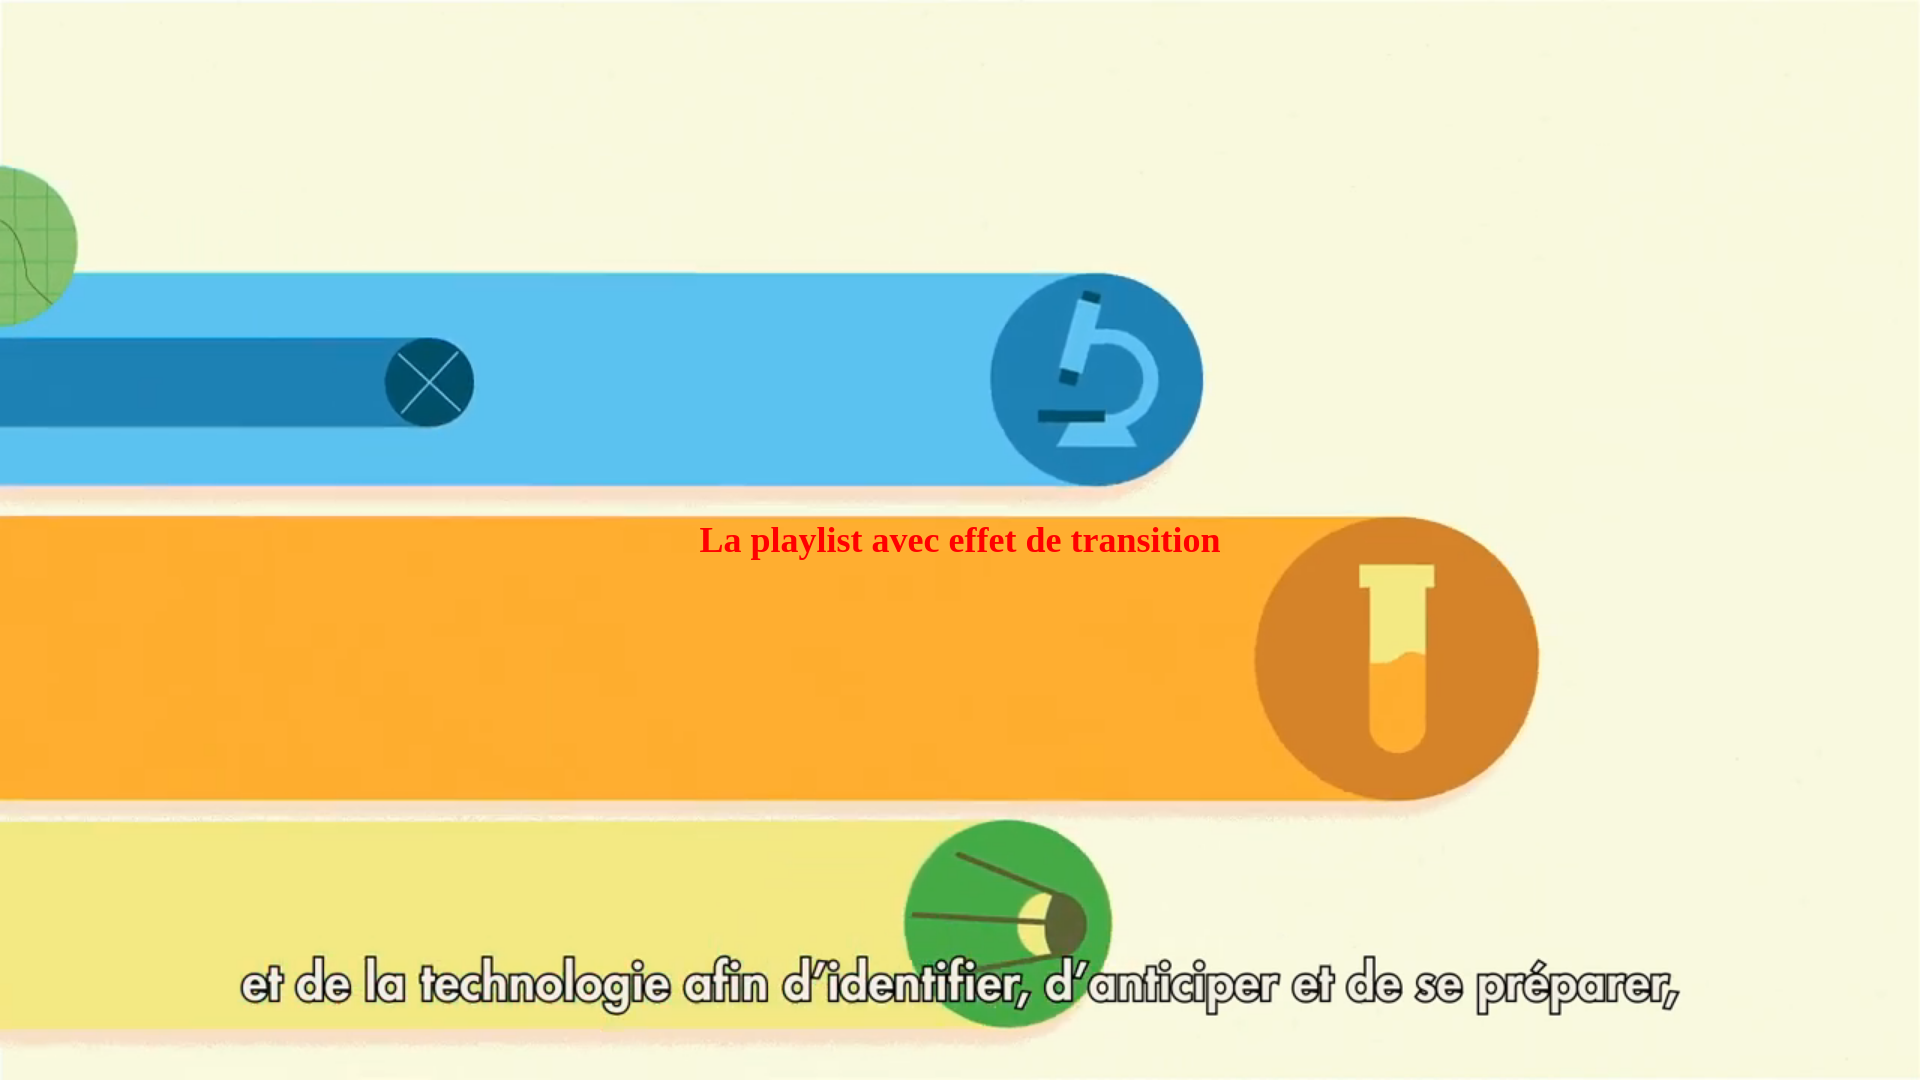 La playlist avec effet de transition
et de la technologie afin d’identifier, d’anticiper et de se préparer,